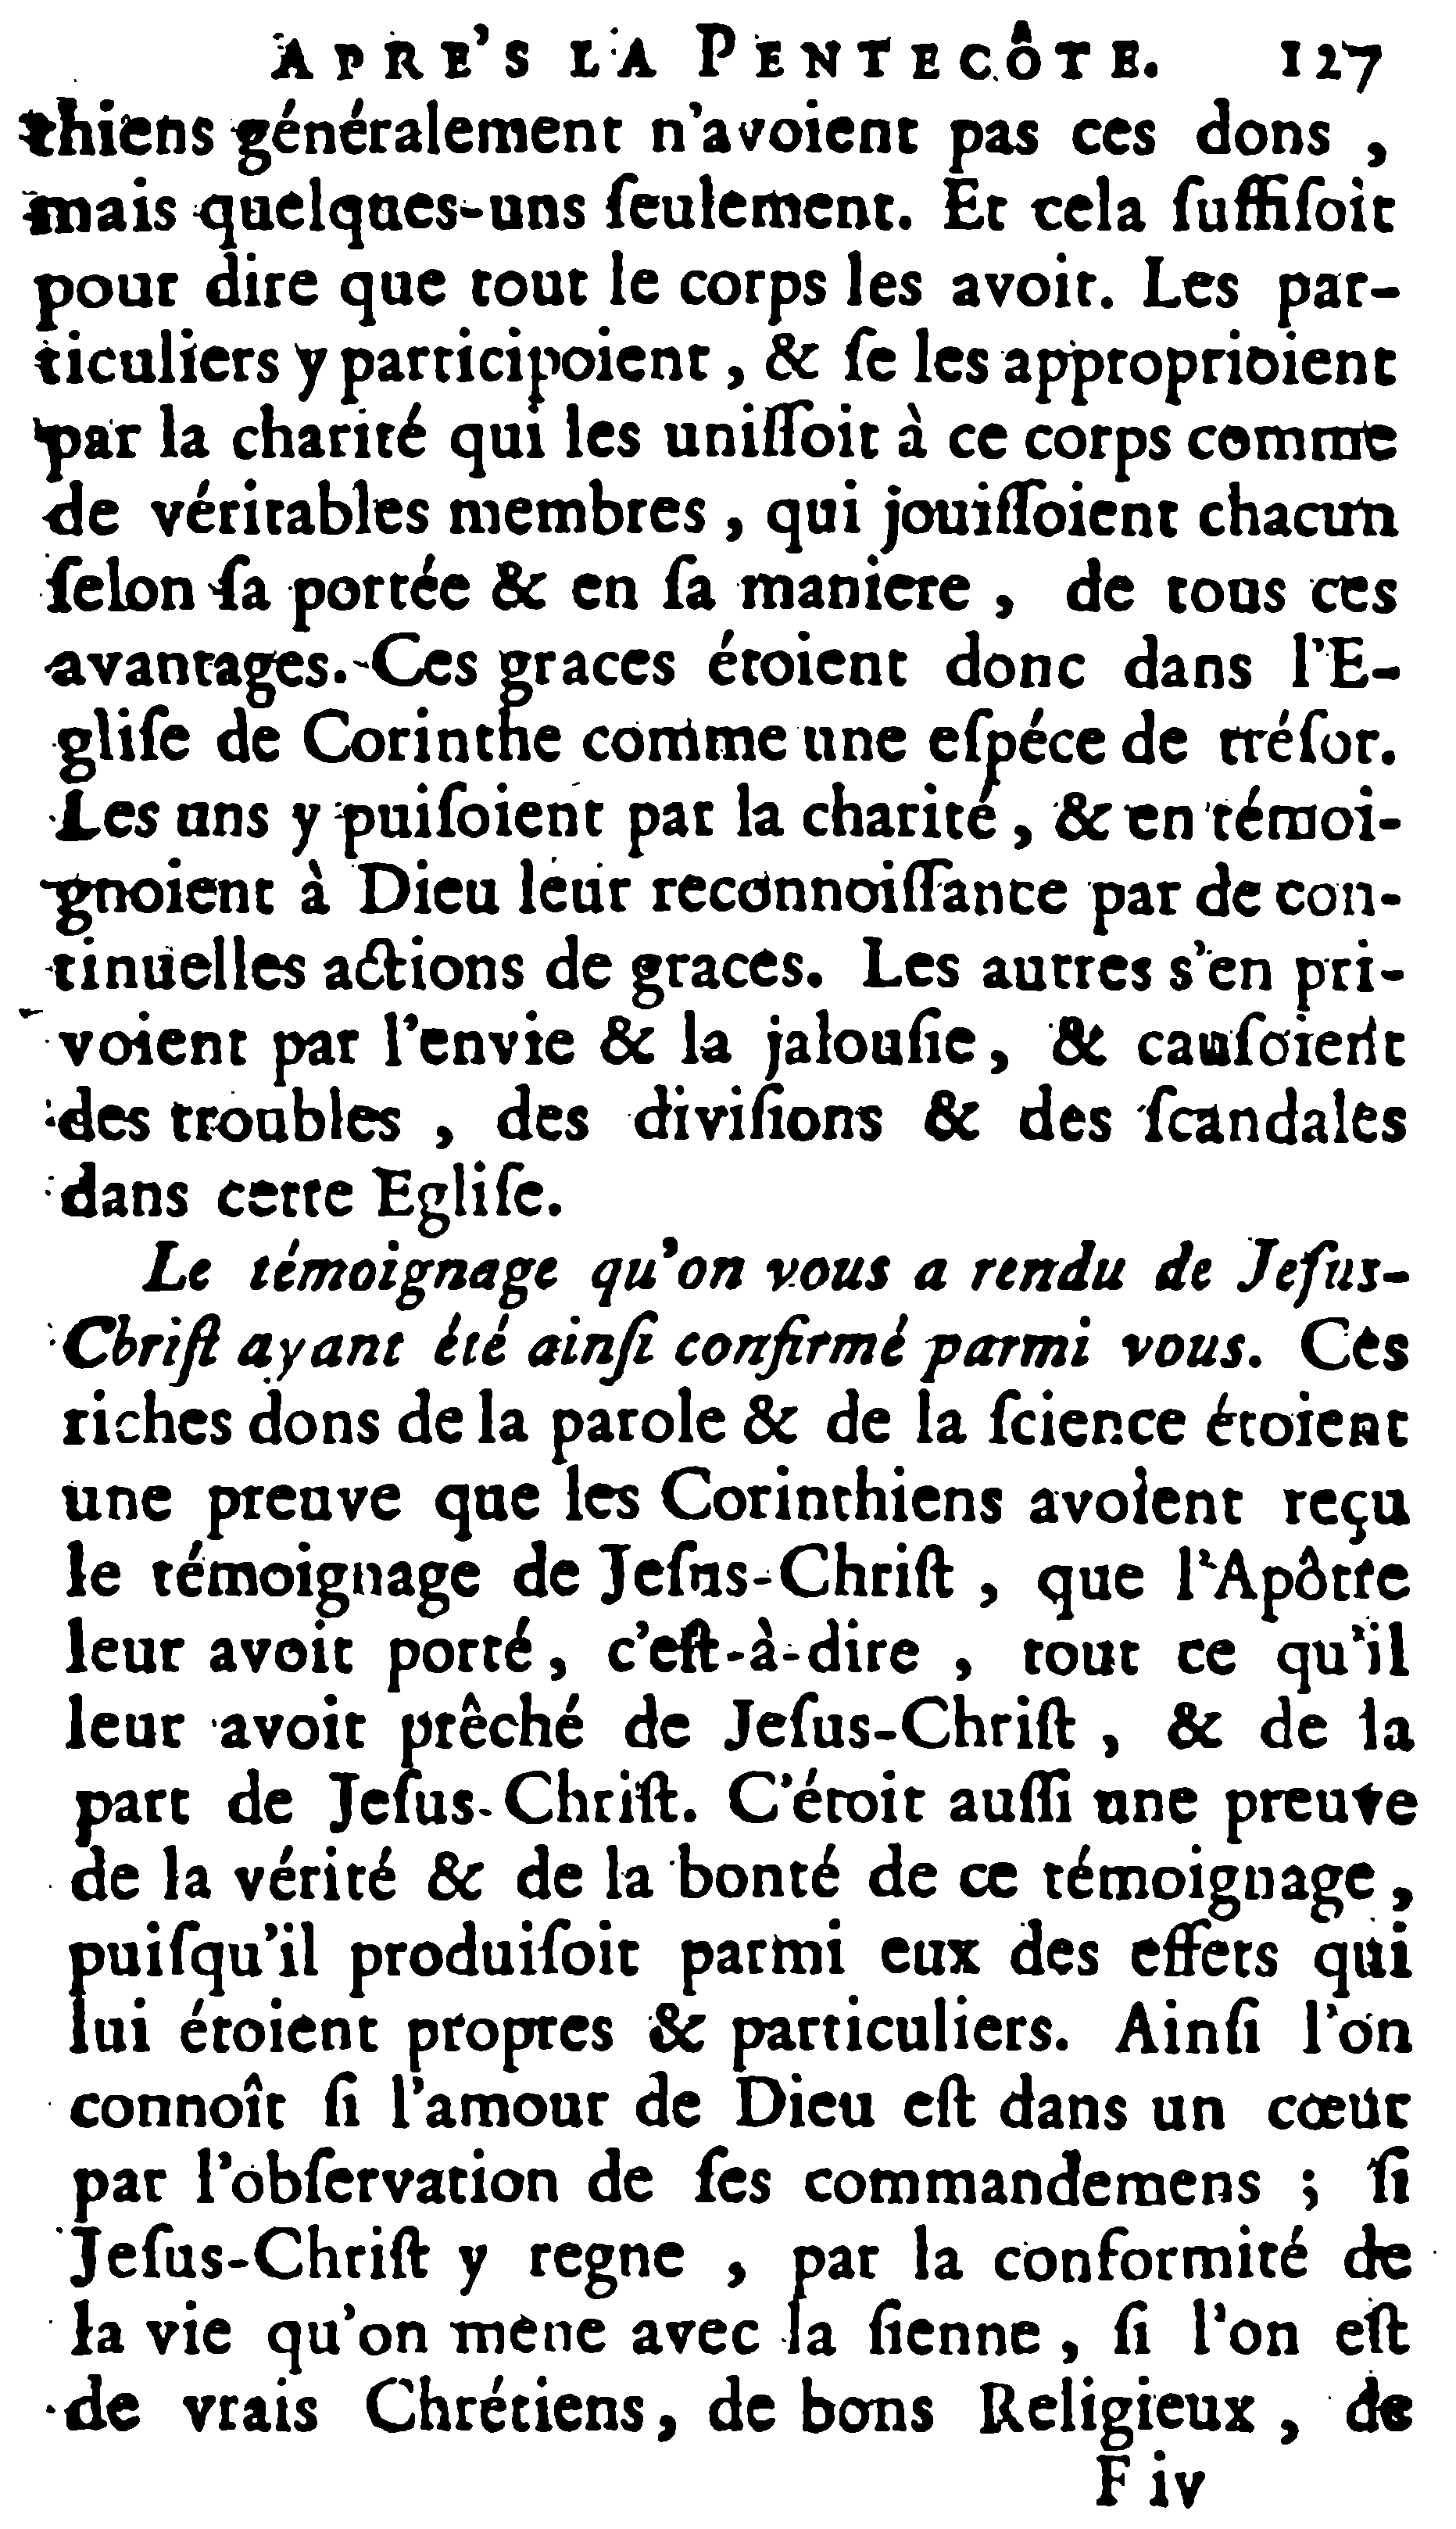 APRE'S LA PENTECÔTE. 127
thiens généralement n'avoient pas ces dons ,
mais quelques-uns ſeulement. Et cela ſuffiſoit
pour dire que tout le corps les avoit. Les par-
ticuliers y participoient , & ſe les approprioient
par la charité qui les uniſſoit à ce corps comme
de véritables membres , qui jouiſſoient chacun
ſelon ſa portée & en ſa maniere , de tous ces
avantages. Ces graces étoient donc dans l'E-
gliſe de Corinthe comme une eſpéce de tréſor.
Les uns y puiſoient par la charité , & en témoi-
gnoient à Dieu leur reconnoiſſance par de con-
tinuelles actions de graces. Les autres s'en pri-
voient par l'envie & la jalouſie , & cauſoient
des troubles , des diviſions & des ſcandales
dans cette Egliſe.
Le témoignage qu'on vous a rendu de Jeſus-
Chriſt ayant été ainſi confirmé parmi vous. Ces
riches dons de la parole & de la ſcience étoient
une preuve que les Corinthiens avoient reçu
le témoignage de Jeſus-Chriſt , que l'Apôtre
leur avoit porté , c'eſt-à-dire , tout ce qu'il
leur avoit prêché de Jeſus-Chriſt , & de la
part de Jeſus-Chriſt. C'étoit auſſi une preuve
de la vérité & de la bonté de ce témoignage ,
puiſqu'il produiſoit parmi eux des effets qui
lui étoient propres & particuliers. Ainſi l'on
connoît ſi l'amour de Dieu eſt dans un cœur
par l'obſervation de ſes commandemens ; ſi
Jeſus-Chriſt y regne , par la conformité de
la vie qu'on mene avec la ſienne , ſi l'on eſt
de vrais Chrétiens, de bons Religieux , de
F iv